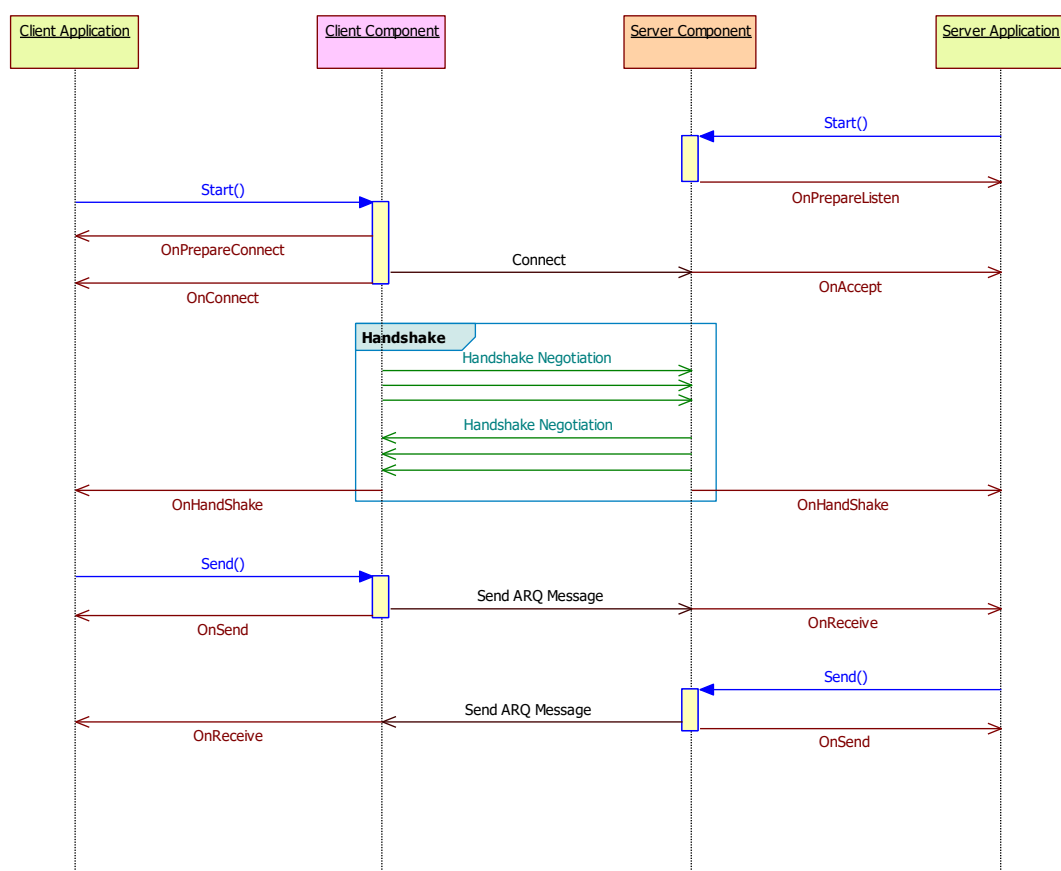 Client Application
Client Component
Server Component
Server Application
Start()
OnPrepareListen
Start()
OnPrepareConnect
Connect
OnAccept
OnConnect
Handshake
Handshake Negotiation
Handshake Negotiation
OnHandShake
OnHandShake
Send()
Send ARQ Message
OnReceive
OnSend
Send()
Send ARQ Message
OnReceive
OnSend